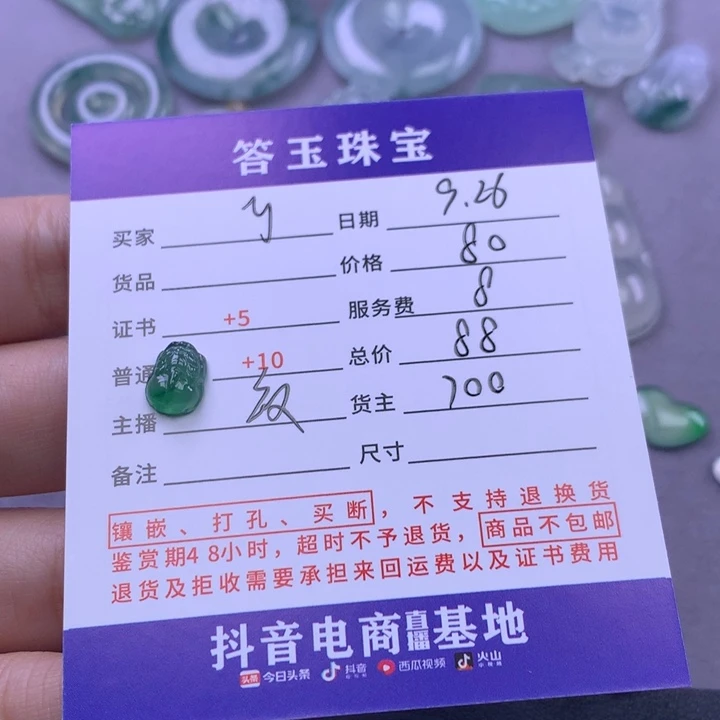 答玉珠宝
买家 日期 9.26
货品 价格 80
证书 +5 服务费 8
普通 +10 总价 88
主播 货主 700
备注 尺寸
镶嵌、打孔、买断，不支持退换货
鉴赏期48小时，超时不予退货，商品不包邮
退货及拒收需要承担来回运费以及证书费用
抖音电商直播基地
头条 今日头条 抖音 西瓜视频 火山